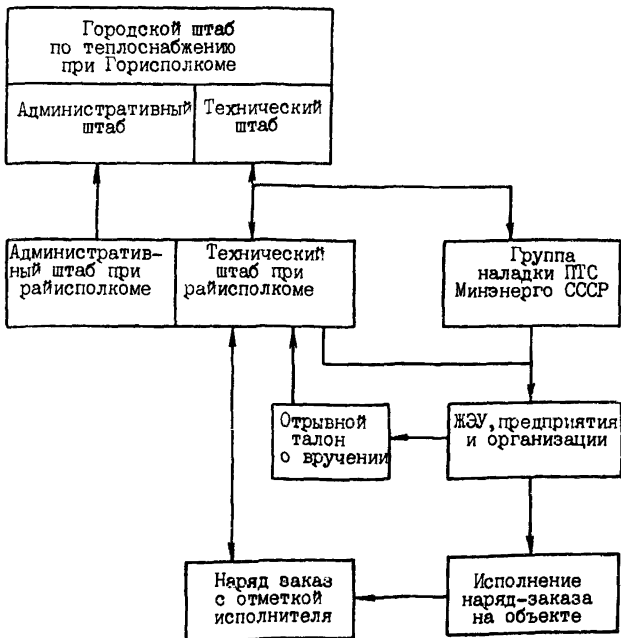 Городской штаб
по теплоснабжению
при Горисполкоме
Административный
штаб
Технический
штаб
Административ-
ный штаб при
райисполкоме
Технический
штаб при
райисполкоме
Группа
наладки ПТС
Минэнерго СССР
Отрывной
талон
о вручении
ЖЭУ, предприятия
и организации
Наряд заказ
с отметкой
исполнителя
Исполнение
наряд-заказа
на объекте